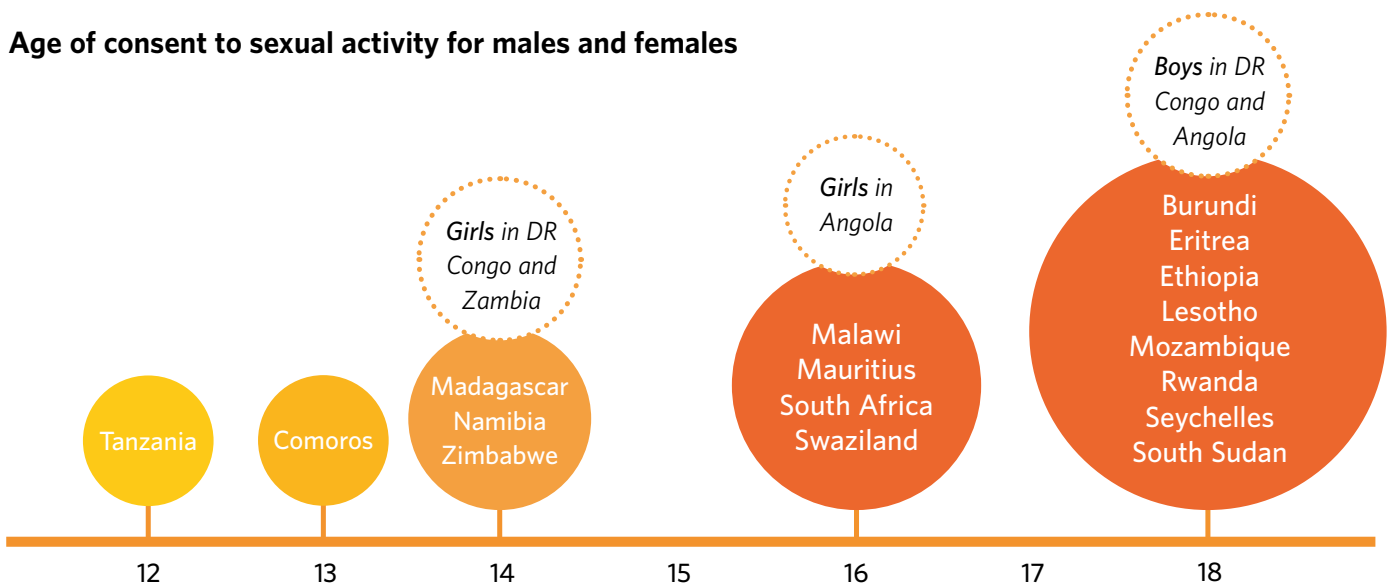 Age of consent to sexual activity for males and females
Tanzania
Comoros
Girls in DR
Congo and
Zambia
Madagascar
Namibia
Zimbabwe
Girls in
Angola
Malawi
Mauritius
South Africa
Swaziland
Boys in DR
Congo and
Angola
Burundi
Eritrea
Ethiopia
Lesotho
Mozambique
Rwanda
Seychelles
South Sudan
12 13 14 15 16 17 18